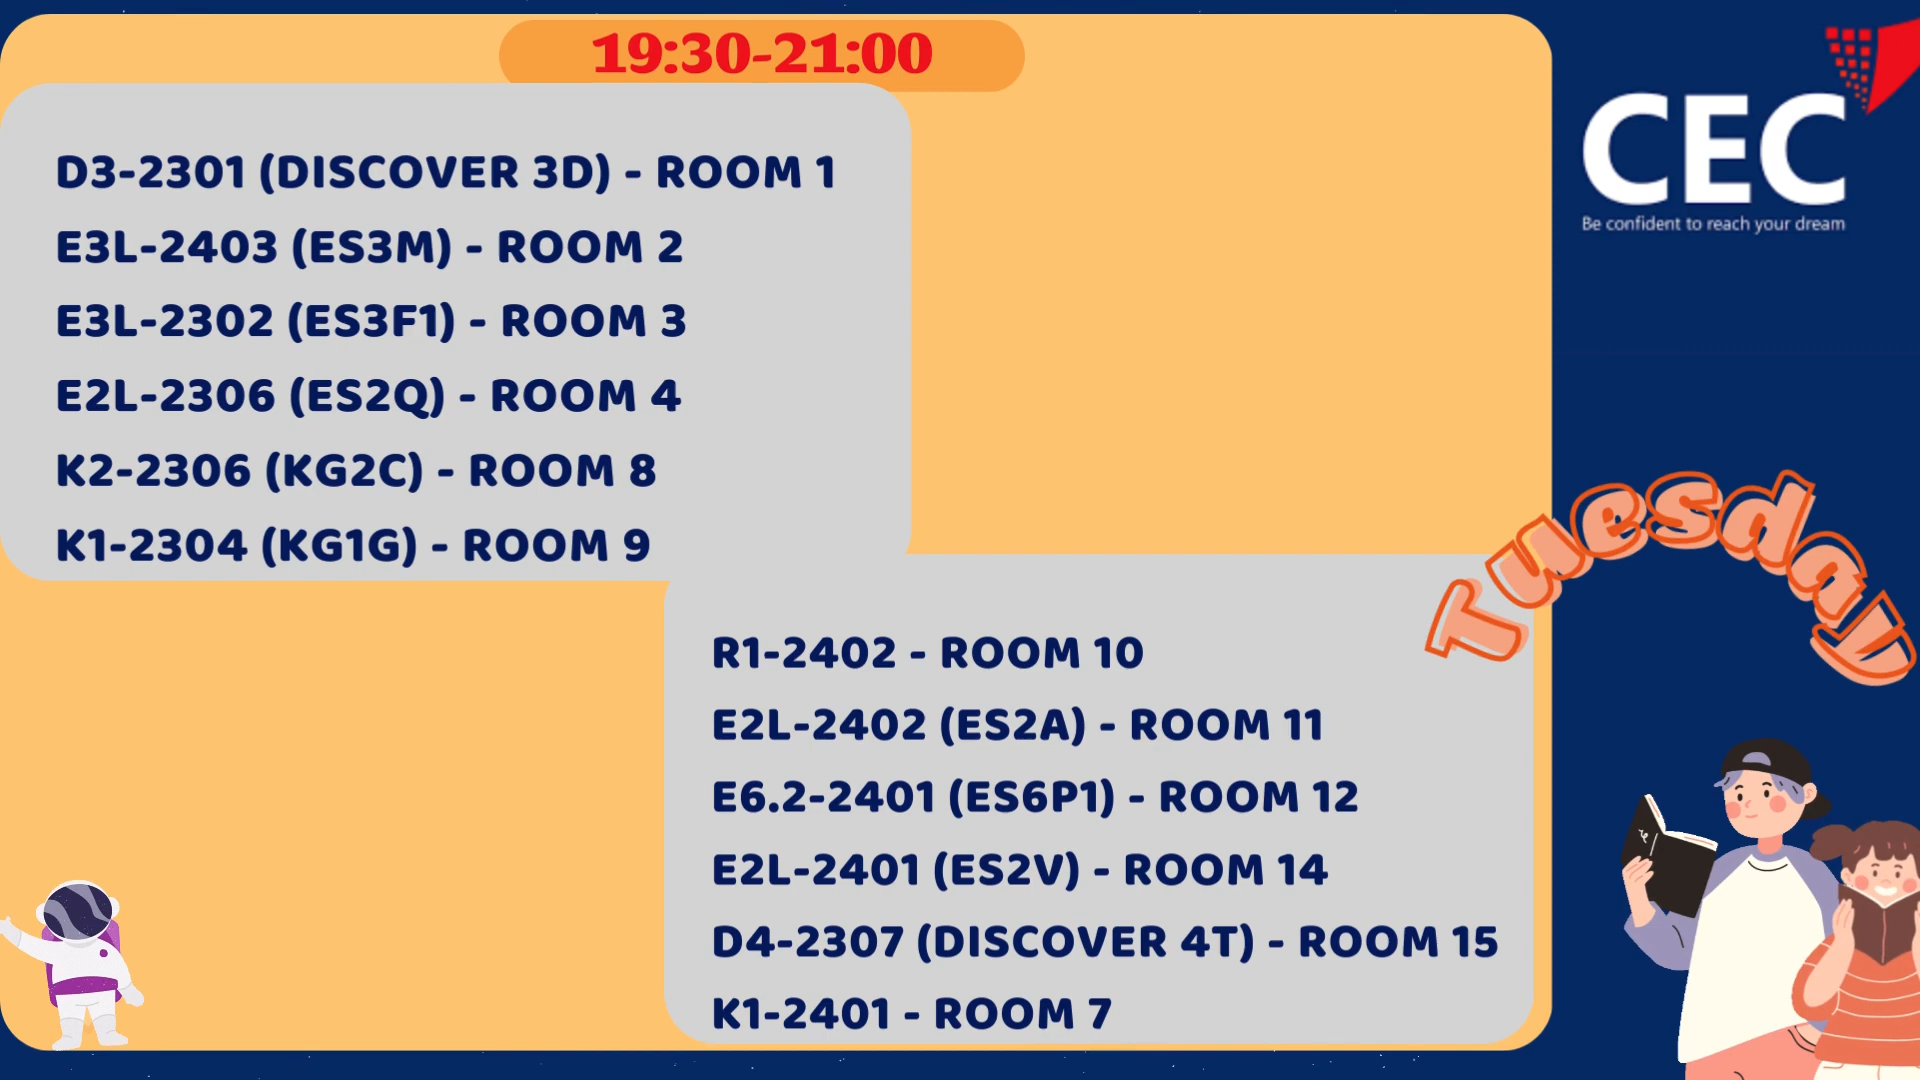 19:30-21:00
D3-2301 (DISCOVER 3D) - ROOM 1
E3L-2403 (ES3M) - ROOM 2
E3L-2302 (ES3F1) - ROOM 3
E2L-2306 (ES2Q) - ROOM 4
K2-2306 (KG2C) - ROOM 8
K1-2304 (KG1G) - ROOM 9
R1-2402 - ROOM 10
E2L-2402 (ES2A) - ROOM 11
E6.2-2401 (ES6P1) - ROOM 12
E2L-2401 (ES2V) - ROOM 14
D4-2307 (DISCOVER 4T) - ROOM 15
K1-2401 - ROOM 7
CEC
Be confident to reach your dream
Tuesday